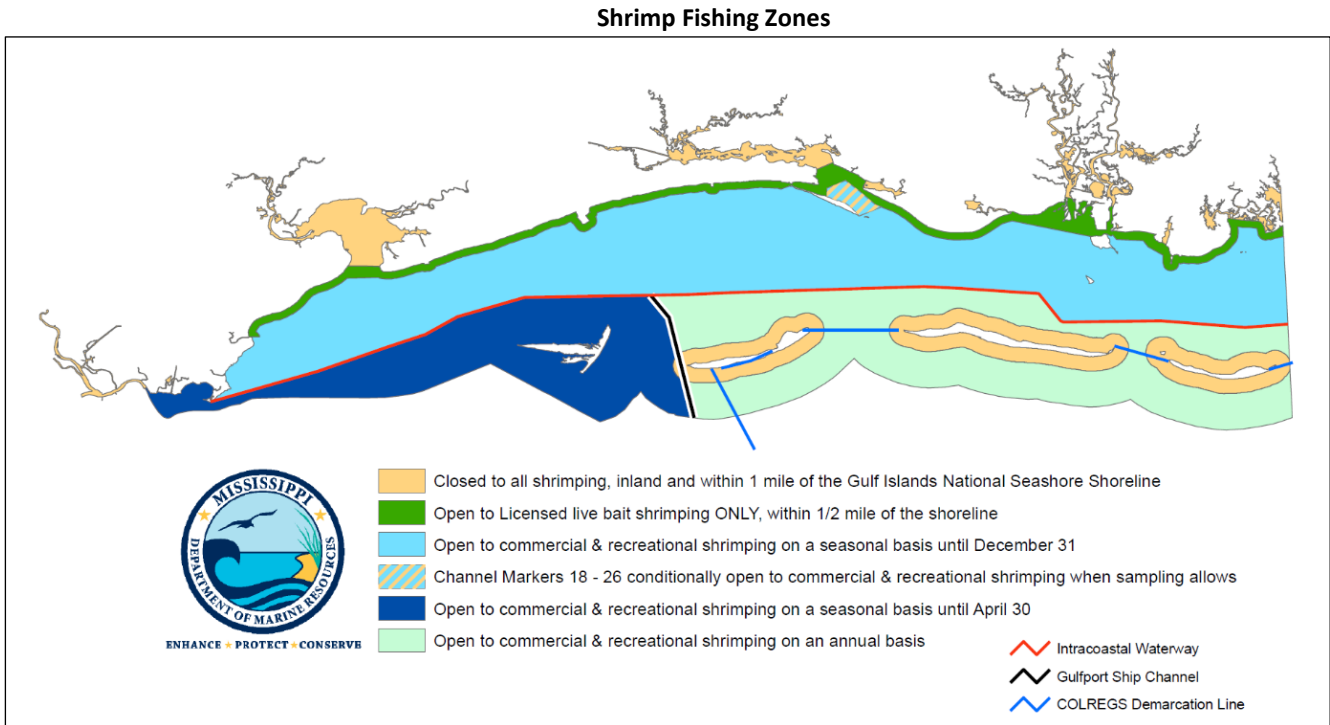 Shrimp Fishing Zones
Closed to all shrimping, inland and within 1 mile of the Gulf Islands National Seashore Shoreline
Open to Licensed live bait shrimping ONLY, within 1/2 mile of the shoreline
Open to commercial & recreational shrimping on a seasonal basis until December 31
Channel Markers 18 - 26 conditionally open to commercial & recreational shrimping when sampling allows
Open to commercial & recreational shrimping on a seasonal basis until April 30
Open to commercial & recreational shrimping on an annual basis
MISSISSIPPI
DEPARTMENT OF MARINE RESOURCES
ENHANCE ★ PROTECT ★ CONSERVE
Intracoastal Waterway
Gulfport Ship Channel
COLREGS Demarcation Line